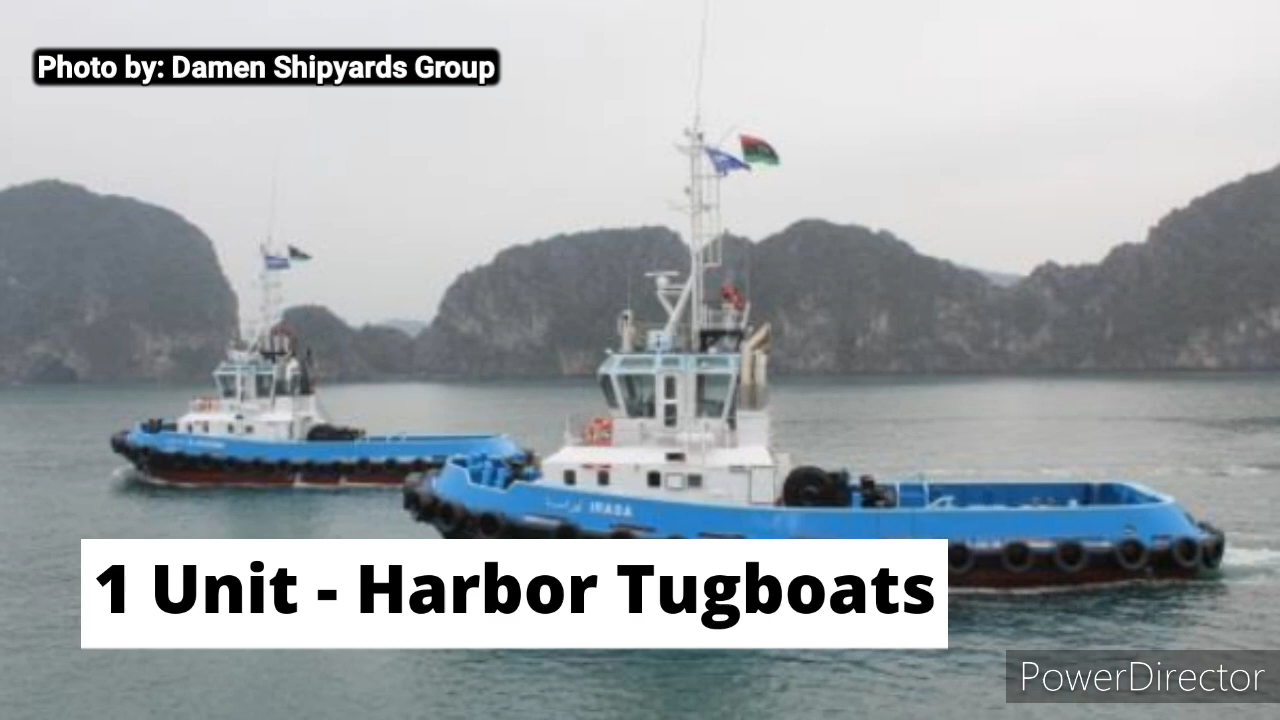 Photo by: Damen Shipyards Group
IRASA
1 Unit - Harbor Tugboats
PowerDirector